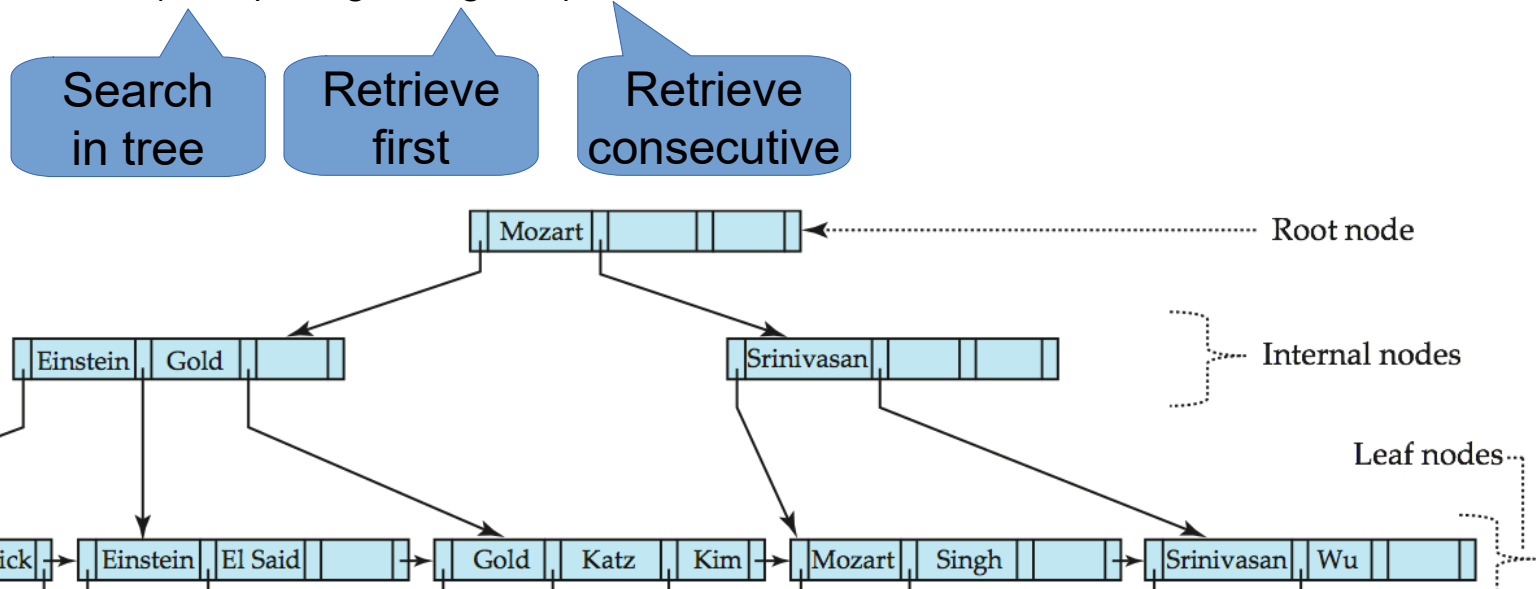 Search
in tree
Retrieve
first
Retrieve
consecutive
Mozart
Root node
Einstein Gold
Srinivasan
Internal nodes
Leaf nodes
ick Einstein El Said Gold Katz Kim Mozart Singh Srinivasan Wu